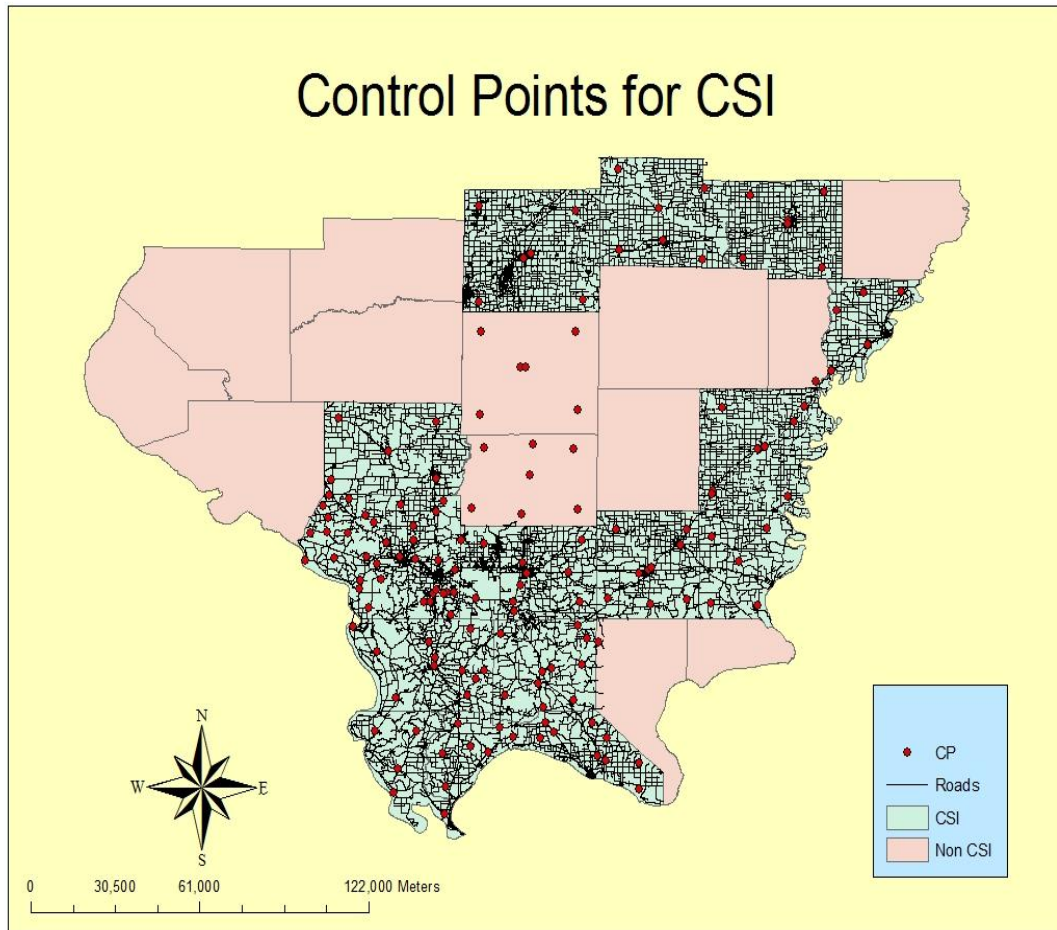 Control Points for CSI
N
W E
S
CP
Roads
CSI
Non CSI
0 30,500 61,000 122,000 Meters